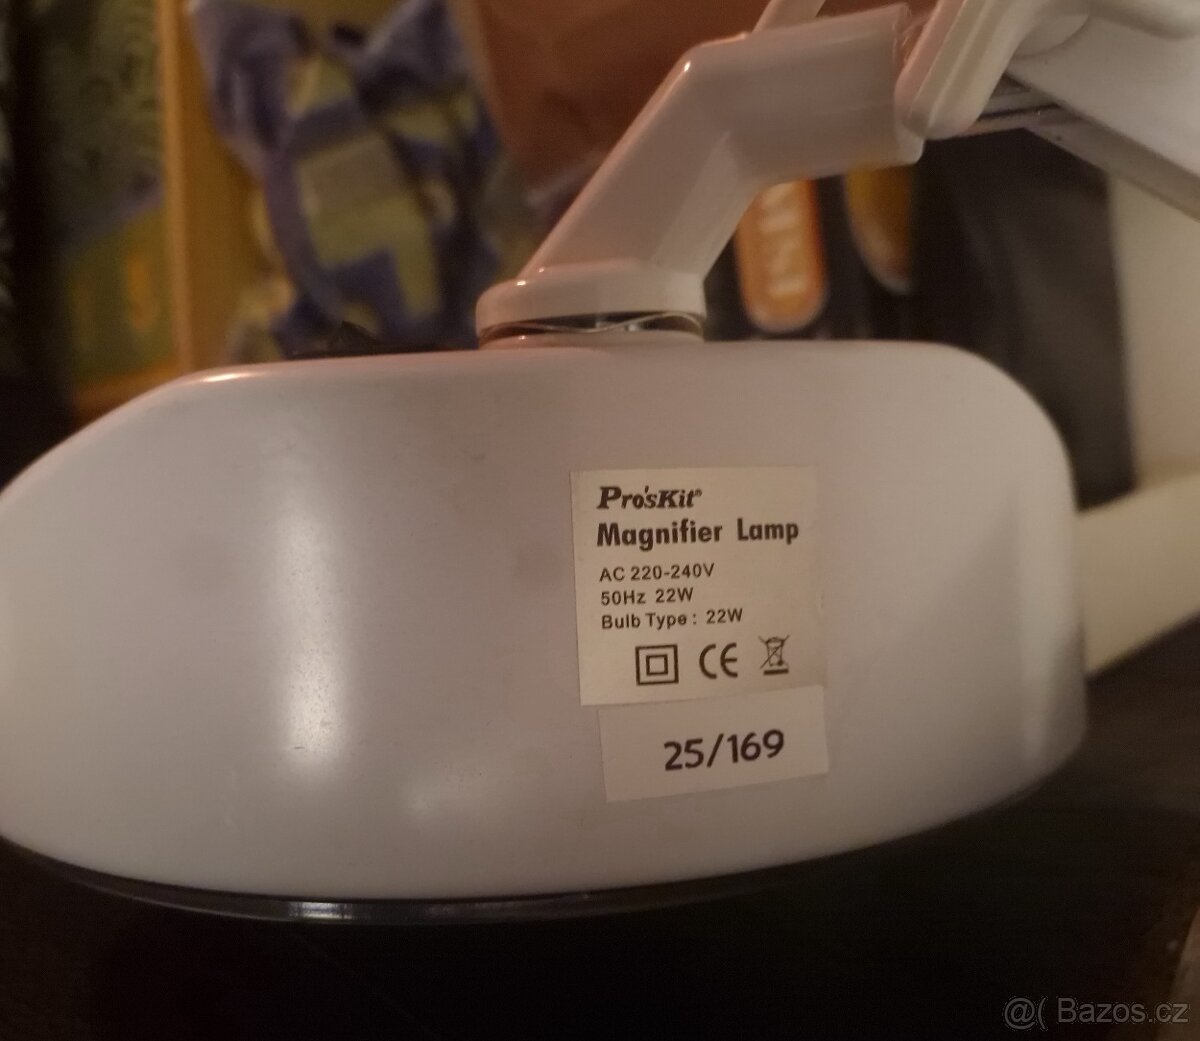 Pro'sKit®
Magnifier Lamp
AC 220-240V
50Hz 22W
Bulb Type : 22W
CE
25/169
@( Bazos.cz